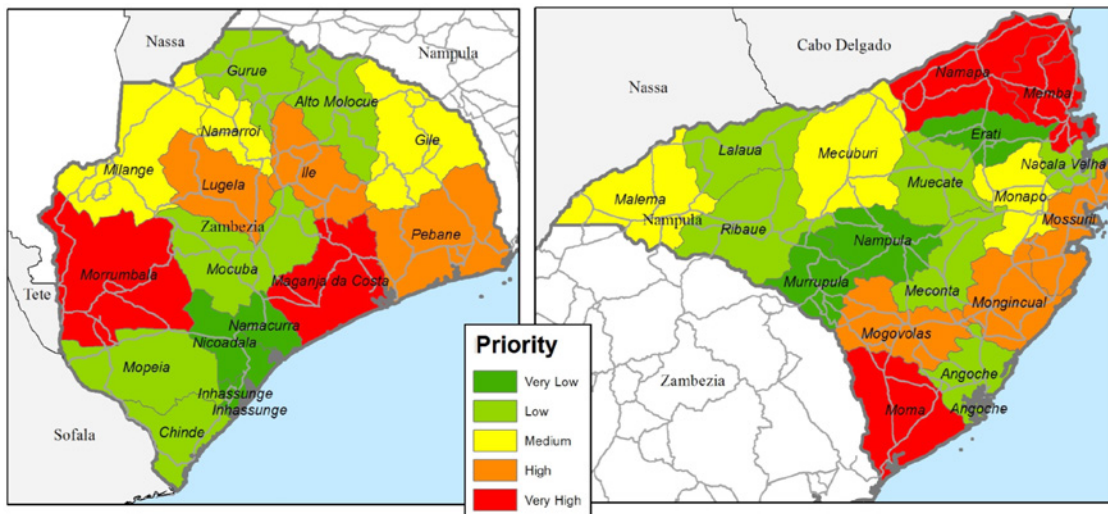 Nassa
Nampula
Gurue
Alto Molocue
Namarroi
Gile
Milange
Lugela
Ile
Zambezia
Pebane
Mocuba
Morrumbala
Maganja da Costa
Tete
Namacurra
Nicoadala
Mopeia
Inhassunge
Inhassunge
Chinde
Sofala
Priority
Very Low
Low
Medium
High
Very High
Cabo Delgado
Nassa
Namapa
Memba
Erati
Lalaua
Mecuburi
Nacala Velha
Muecate
Malema
Monapo
Nampula
Mossuril
Ribaue
Nampula
Murrupula
Meconta
Mongincual
Mogovolas
Zambezia
Angoche
Moma
Angoche